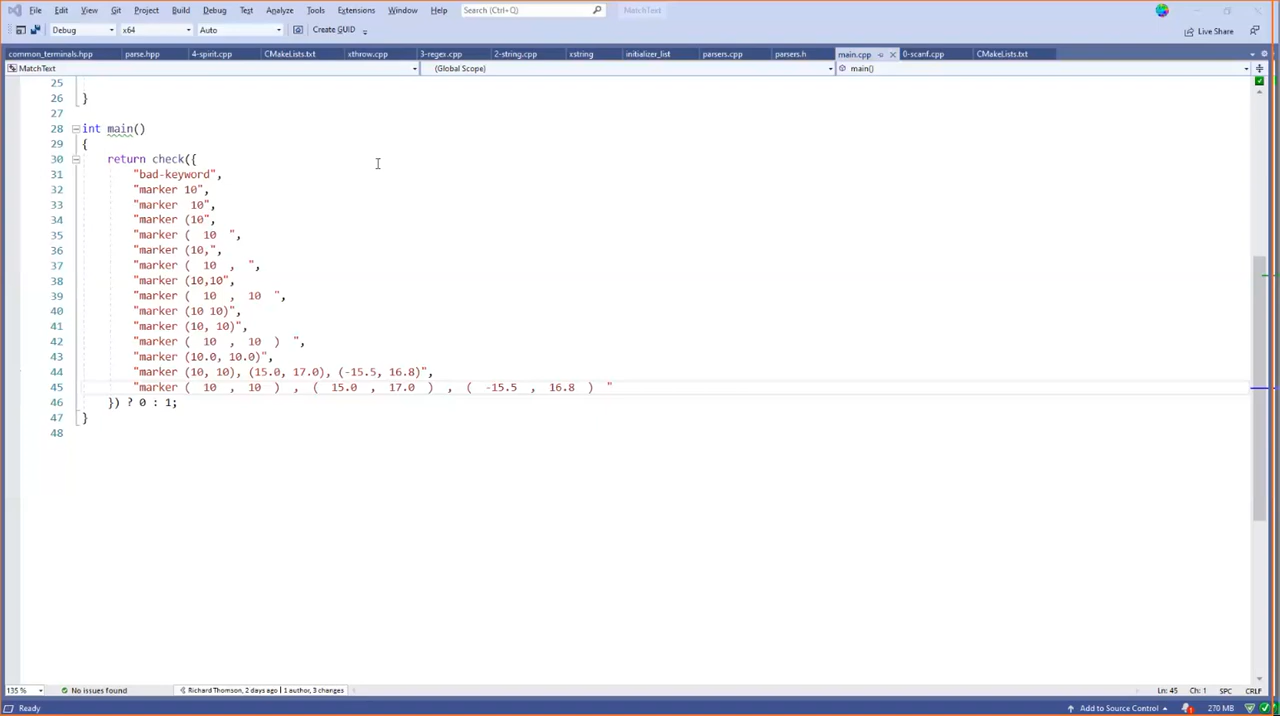 File Edit View Git Project Build Debug Test Analyze Tools Extensions Window Help Search (Ctrl+Q) MatchText
Debug x64 Auto Create GUID Live Share
common_terminals.hpp parse.hpp 4-spirit.cpp CMakeLists.txt xthrow.cpp 3-regex.cpp 2-string.cpp xstring initializer_list parsers.cpp parsers.h main.cpp 0-scanf.cpp CMakeLists.txt
MatchText (Global Scope) main()
25
26 }
27
28 int main()
29 {
30 return check({
31 "bad-keyword",
32 "marker 10",
33 "marker  10",
34 "marker (10",
35 "marker (  10  ",
36 "marker (10,",
37 "marker (  10  ,  ",
38 "marker (10,10",
39 "marker (  10  ,  10  ",
40 "marker (10 10)",
41 "marker (10, 10)",
42 "marker (  10  ,  10  )  ",
43 "marker (10.0, 10.0)",
44 "marker (10, 10), (15.0, 17.0), (-15.5, 16.8)",
45 "marker (  10  ,  10  )  ,  (  15.0  ,  17.0  )  ,  (  -15.5  ,  16.8  )  "
46 }) ? 0 : 1;
47 }
48
135 % No issues found Richard Thomson, 2 days ago | 1 author, 3 changes Ln: 45 Ch: 1 SPC CRLF
Ready Add to Source Control 270 MB